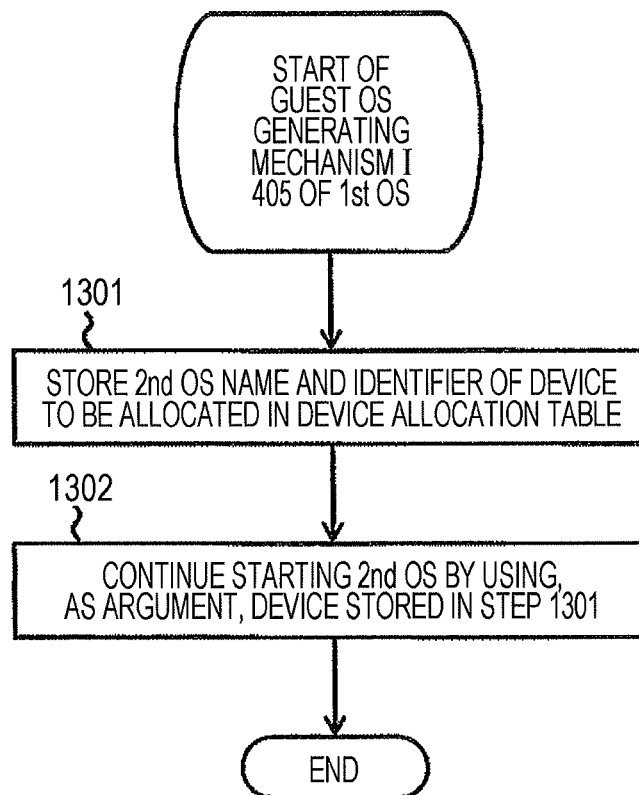 START OF
GUEST OS
GENERATING
MECHANISM I
405 OF 1st OS
1301
STORE 2nd OS NAME AND IDENTIFIER OF DEVICE
TO BE ALLOCATED IN DEVICE ALLOCATION TABLE
1302
CONTINUE STARTING 2nd OS BY USING,
AS ARGUMENT, DEVICE STORED IN STEP 1301
END